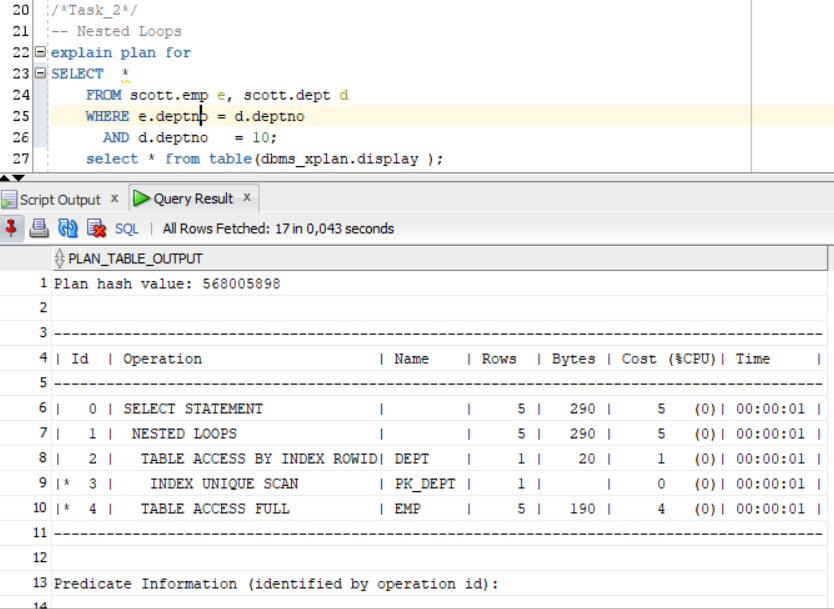 20 /*Task_2*/
21 -- Nested Loops
22 explain plan for
23 SELECT *
24 FROM scott.emp e, scott.dept d
25 WHERE e.deptno = d.deptno
26 AND d.deptno = 10;
27 select * from table(dbms_xplan.display );
Script Output x Query Result x
SQL | All Rows Fetched: 17 in 0,043 seconds
PLAN_TABLE_OUTPUT
1 Plan hash value: 568005898
2
3 --------------------------------------------------------------------------------
4 | Id | Operation | Name | Rows | Bytes | Cost (%CPU)| Time |
5 --------------------------------------------------------------------------------
6 | 0 | SELECT STATEMENT | | 5 | 290 | 5 (0)| 00:00:01 |
7 | 1 | NESTED LOOPS | | 5 | 290 | 5 (0)| 00:00:01 |
8 | 2 | TABLE ACCESS BY INDEX ROWID| DEPT | 1 | 20 | 1 (0)| 00:00:01 |
9 |* 3 | INDEX UNIQUE SCAN | PK_DEPT | 1 | | 0 (0)| 00:00:01 |
10 |* 4 | TABLE ACCESS FULL | EMP | 5 | 190 | 4 (0)| 00:00:01 |
11 --------------------------------------------------------------------------------
12
13 Predicate Information (identified by operation id):
14